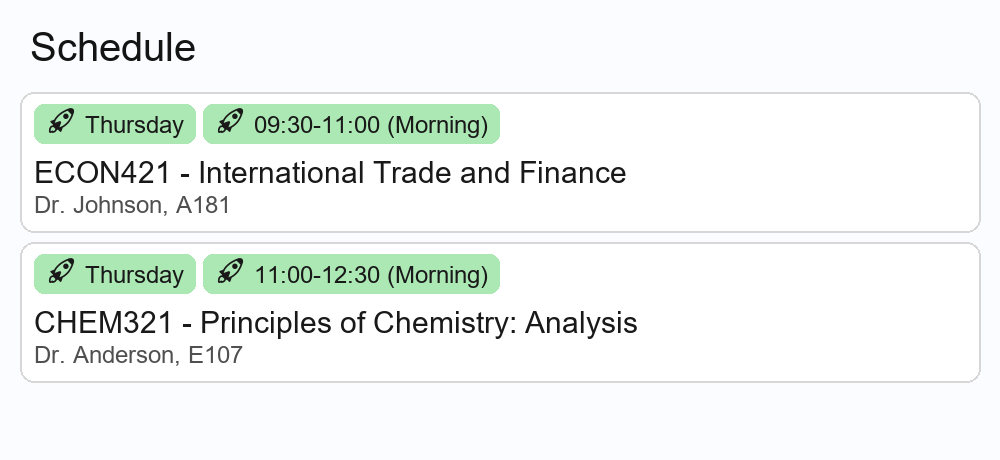 Schedule
Thursday 09:30-11:00 (Morning)
ECON421 - International Trade and Finance
Dr. Johnson, A181
Thursday 11:00-12:30 (Morning)
CHEM321 - Principles of Chemistry: Analysis
Dr. Anderson, E107